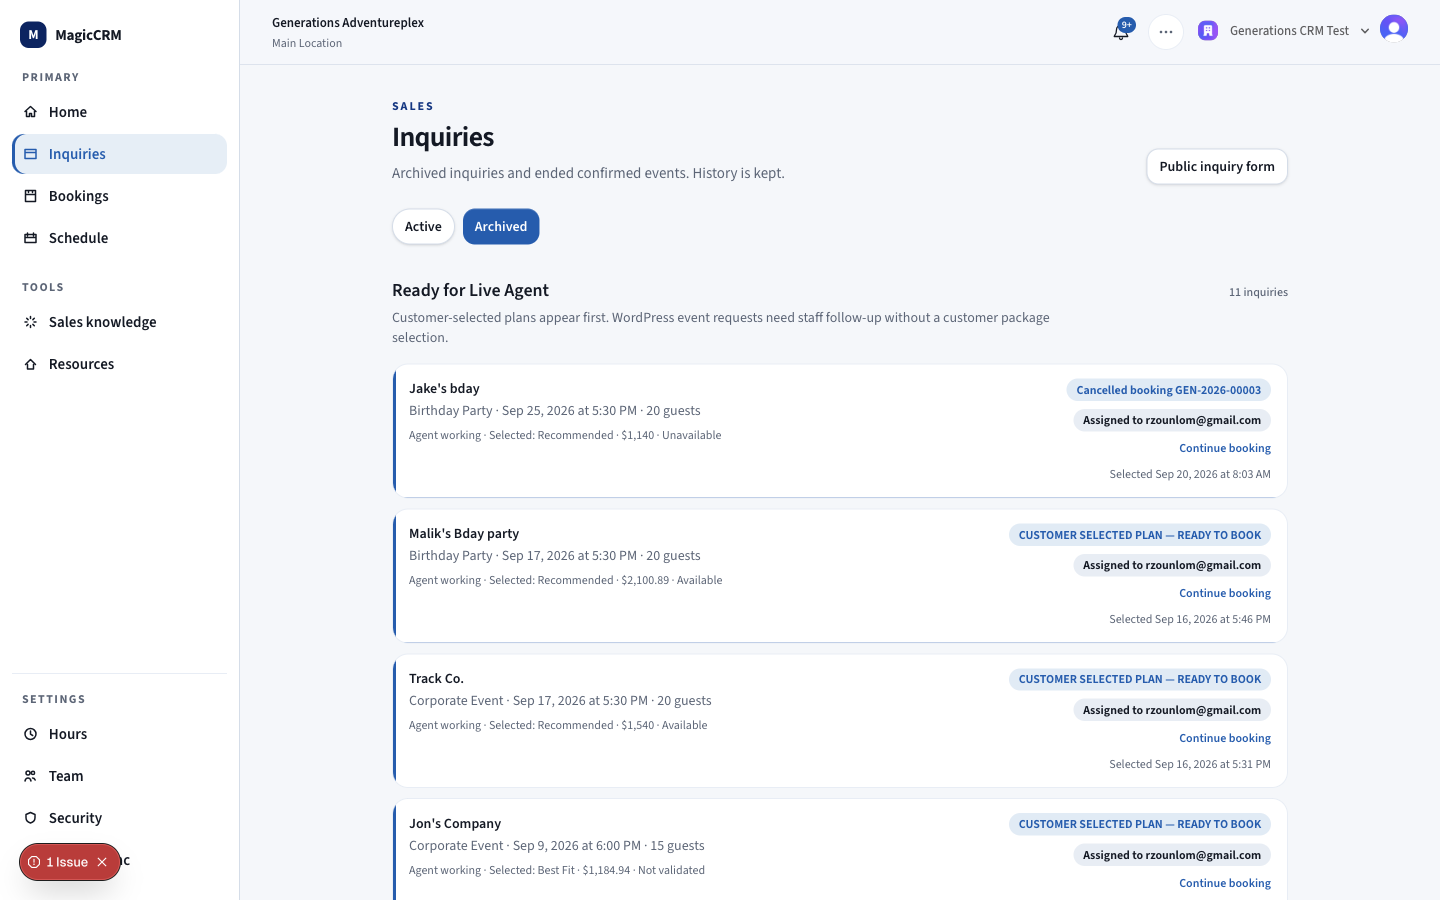 M MagicCRM
PRIMARY
Home
Inquiries
Bookings
Schedule
TOOLS
Sales knowledge
Resources
SETTINGS
Hours
Team
Security
1 Issue
nc
Generations Adventureplex
Main Location
9+
Generations CRM Test
SALES
Inquiries
Archived inquiries and ended confirmed events. History is kept.
Public inquiry form
Active
Archived
Ready for Live Agent
11 inquiries
Customer-selected plans appear first. WordPress event requests need staff follow-up without a customer package
selection.
Jake's bday
Birthday Party · Sep 25, 2026 at 5:30 PM · 20 guests
Agent working · Selected: Recommended · $1,140 · Unavailable
Cancelled booking GEN-2026-00003
Assigned to rzounlom@gmail.com
Continue booking
Selected Sep 20, 2026 at 8:03 AM
Malik's Bday party
Birthday Party · Sep 17, 2026 at 5:30 PM · 20 guests
Agent working · Selected: Recommended · $2,100.89 · Available
CUSTOMER SELECTED PLAN — READY TO BOOK
Assigned to rzounlom@gmail.com
Continue booking
Selected Sep 16, 2026 at 5:46 PM
Track Co.
Corporate Event · Sep 17, 2026 at 5:30 PM · 20 guests
Agent working · Selected: Recommended · $1,540 · Available
CUSTOMER SELECTED PLAN — READY TO BOOK
Assigned to rzounlom@gmail.com
Continue booking
Selected Sep 16, 2026 at 5:31 PM
Jon's Company
Corporate Event · Sep 9, 2026 at 6:00 PM · 15 guests
Agent working · Selected: Best Fit · $1,184.94 · Not validated
CUSTOMER SELECTED PLAN — READY TO BOOK
Assigned to rzounlom@gmail.com
Continue booking